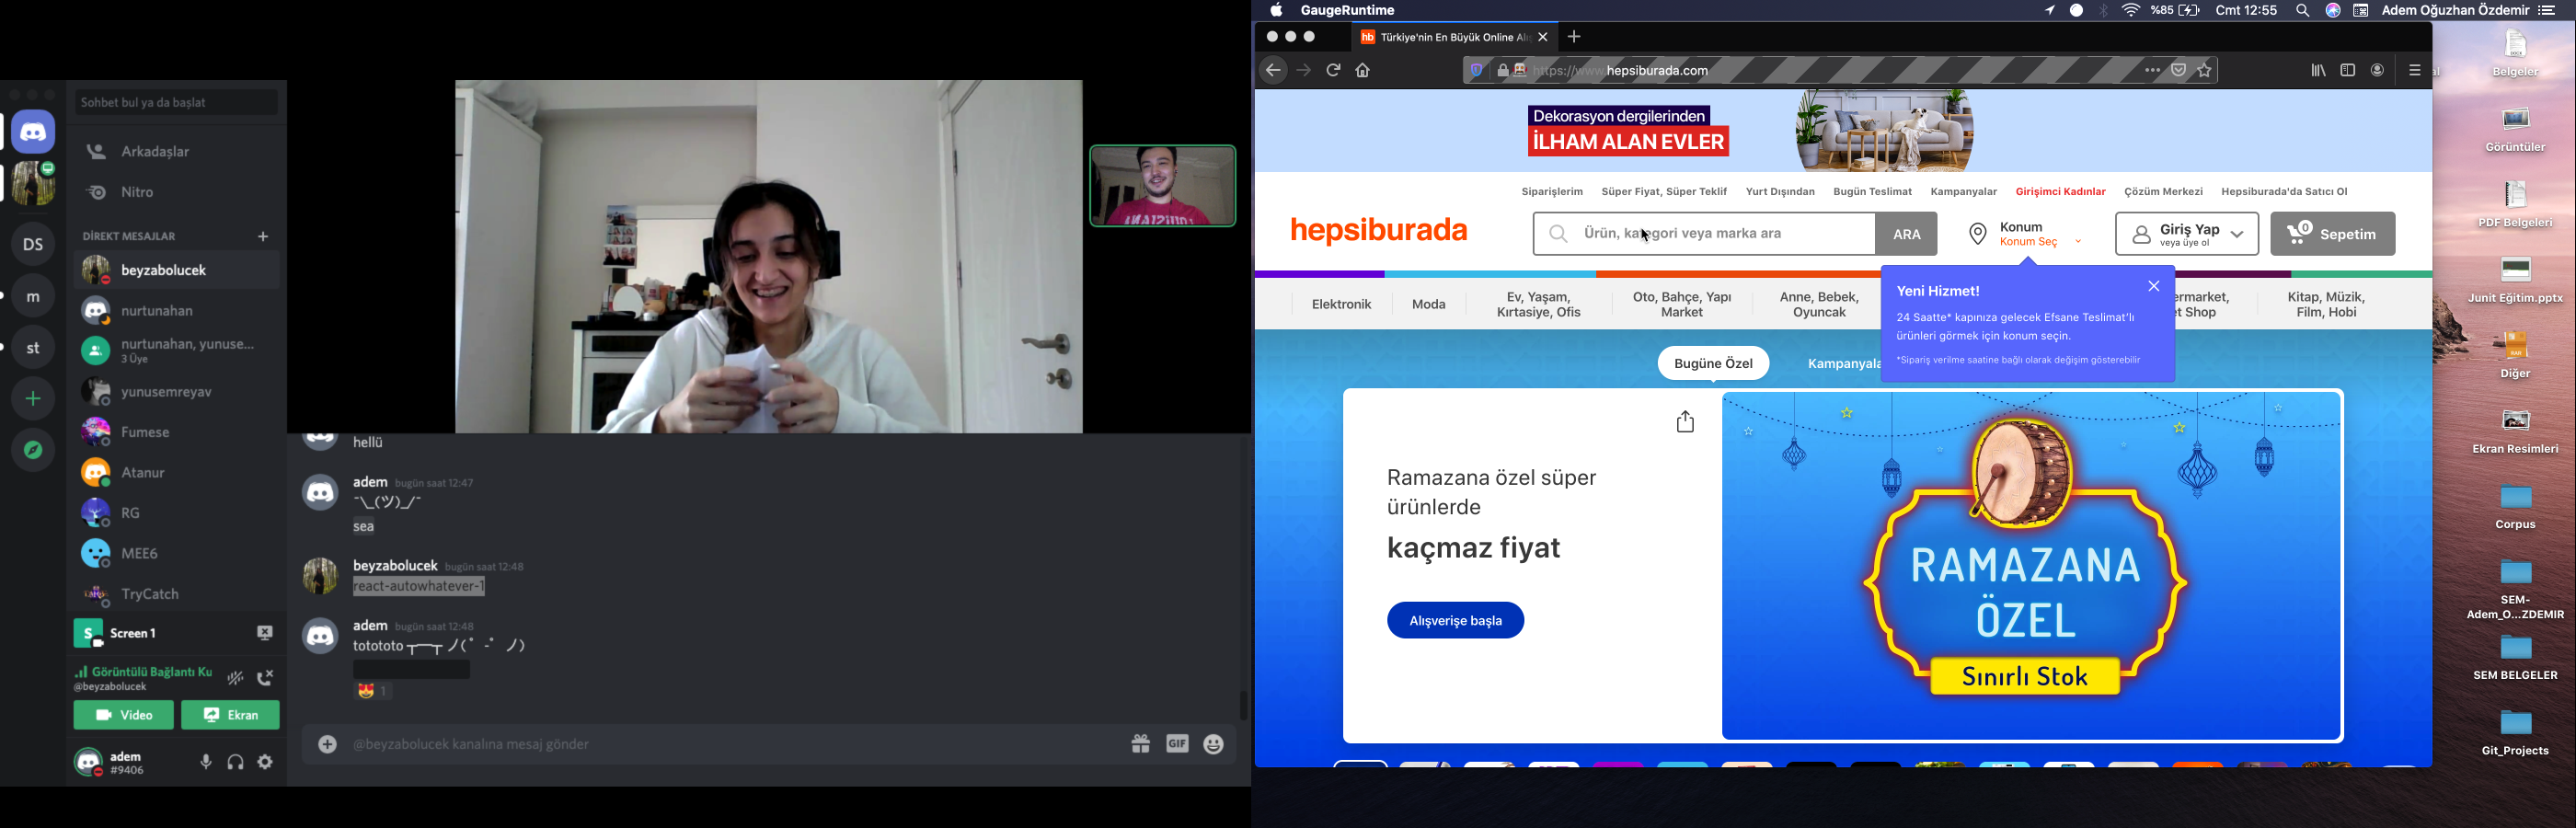 Sohbet bul ya da başlat
Arkadaşlar
Nitro
DİREKT MESAJLAR
beyzabolucek
nurtunahan
nurtunahan, yunuse...
3 Üye
yunusemreyav
Fumese
Atanur
RG
MEE6
TryCatch
DS
m
st
S
Screen 1
Görüntülü Bağlantı Ku
@beyzabolucek
Video
Ekran
adem
#9406
hellü
adem bugün saat 12:47
¯\_(ツ)_/¯
sea
beyzabolucek bugün saat 12:48
react-autowhatever-1
adem bugün saat 12:48
totototo ┬─┬ ノ( ゜-゜ノ)
1
@beyzabolucek kanalına mesaj gönder
GIF
GaugeRuntime
%85
Cmt 12:55
Adem Oğuzhan Özdemir
hb Türkiye'nin En Büyük Online Alış
https://www.hepsiburada.com
Dekorasyon dergilerinden
İLHAM ALAN EVLER
Siparişlerim
Süper Fiyat, Süper Teklif
Yurt Dışından
Bugün Teslimat
Kampanyalar
Girişimci Kadınlar
Çözüm Merkezi
Hepsiburada'da Satıcı Ol
hepsiburada
Ürün, kategori veya marka ara
ARA
Konum
Konum Seç
Giriş Yap
veya üye ol
0
Sepetim
Elektronik
Moda
Ev, Yaşam,
Kırtasiye, Ofis
Oto, Bahçe, Yapı
Market
Anne, Bebek,
Oyuncak
ermarket,
t Shop
Kitap, Müzik,
Film, Hobi
Yeni Hizmet!
24 Saatte* kapınıza gelecek Efsane Teslimat'lı
ürünleri görmek için konum seçin.
*Sipariş verilme saatine bağlı olarak değişim gösterebilir
Bugüne Özel
Kampanyala
Ramazana özel süper
ürünlerde
kaçmaz fiyat
Alışverişe başla
RAMAZANA
ÖZEL
Sınırlı Stok
Belgeler
Görüntüler
PDF Belgeleri
Junit Eğitim.pptx
Diğer
Ekran Resimleri
Corpus
SEM-
Adem_O...ZDEMIR
SEM BELGELER
Git_Projects